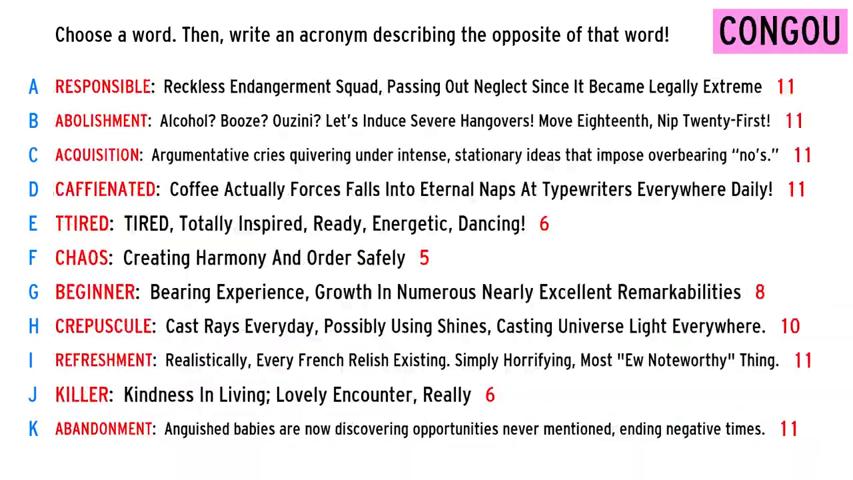 Choose a word. Then, write an acronym describing the opposite of that word!
CONGOU
A RESPONSIBLE: Reckless Endangerment Squad, Passing Out Neglect Since It Became Legally Extreme 11
B ABOLISHMENT: Alcohol? Booze? Ouzini? Let's Induce Severe Hangovers! Move Eighteenth, Nip Twenty-First! 11
C ACQUISITION: Argumentative cries quivering under intense, stationary ideas that impose overbearing “no's.” 11
D CAFFIENATED: Coffee Actually Forces Falls Into Eternal Naps At Typewriters Everywhere Daily! 11
E TTIRED: TIRED, Totally Inspired, Ready, Energetic, Dancing! 6
F CHAOS: Creating Harmony And Order Safely 5
G BEGINNER: Bearing Experience, Growth In Numerous Nearly Excellent Remarkabilities 8
H CREPUSCULE: Cast Rays Everyday, Possibly Using Shines, Casting Universe Light Everywhere. 10
I REFRESHMENT: Realistically, Every French Relish Existing. Simply Horrifying, Most "Ew Noteworthy" Thing. 11
J KILLER: Kindness In Living; Lovely Encounter, Really 6
K ABANDONMENT: Anguished babies are now discovering opportunities never mentioned, ending negative times. 11